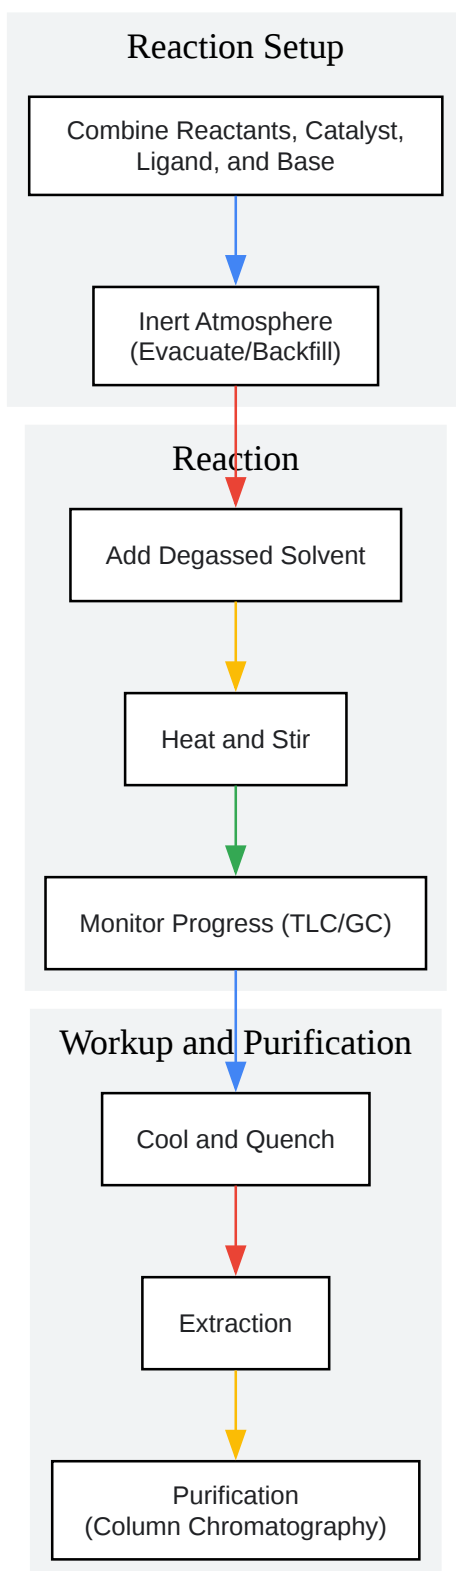 Reaction Setup
Combine Reactants, Catalyst,
Ligand, and Base
Inert Atmosphere
(Evacuate/Backfill)
Reaction
Add Degassed Solvent
Heat and Stir
Monitor Progress (TLC/GC)
Workup and Purification
Cool and Quench
Extraction
Purification
(Column Chromatography)